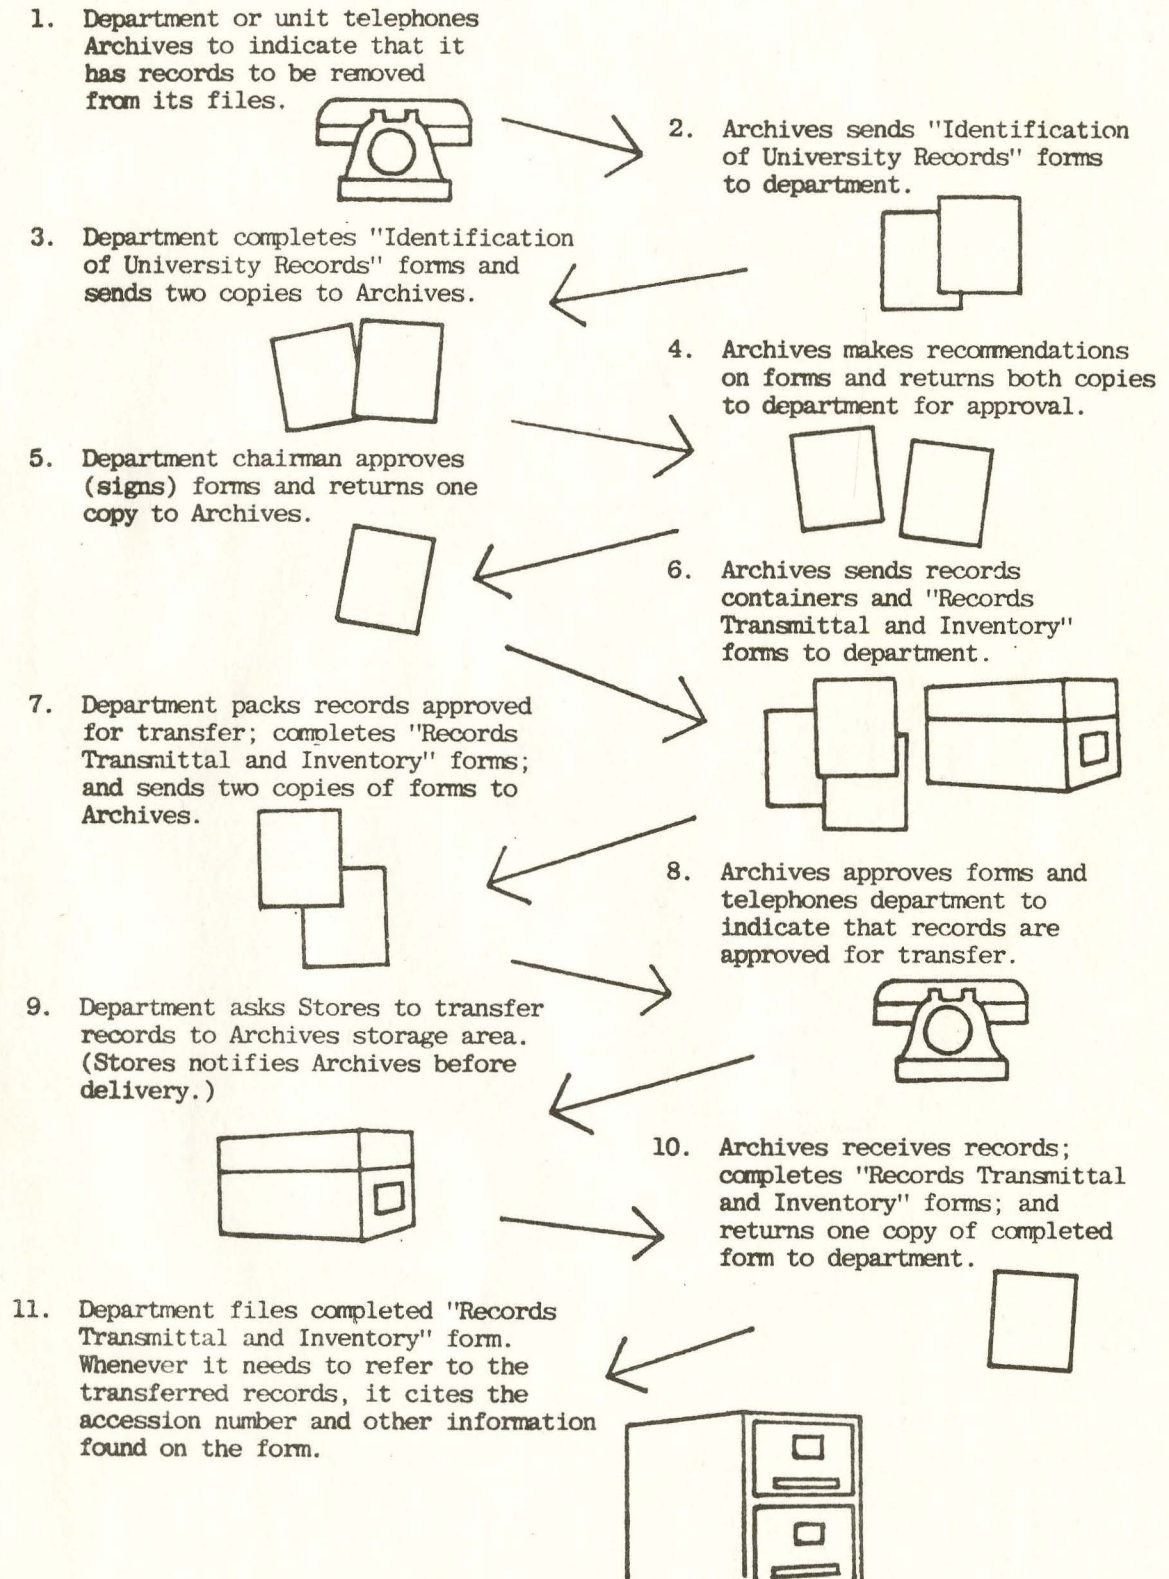 1. Department or unit telephones
Archives to indicate that it
has records to be removed
from its files.
2. Archives sends "Identification
of University Records" forms
to department.
3. Department completes "Identification
of University Records" forms and
sends two copies to Archives.
4. Archives makes recommendations
on forms and returns both copies
to department for approval.
5. Department chairman approves
(signs) forms and returns one
copy to Archives.
6. Archives sends records
containers and "Records
Transmittal and Inventory"
forms to department.
7. Department packs records approved
for transfer; completes "Records
Transmittal and Inventory" forms;
and sends two copies of forms to
Archives.
8. Archives approves forms and
telephones department to
indicate that records are
approved for transfer.
9. Department asks Stores to transfer
records to Archives storage area.
(Stores notifies Archives before
delivery.)
10. Archives receives records;
completes "Records Transmittal
and Inventory" forms; and
returns one copy of completed
form to department.
11. Department files completed "Records
Transmittal and Inventory" form.
Whenever it needs to refer to the
transferred records, it cites the
accession number and other information
found on the form.